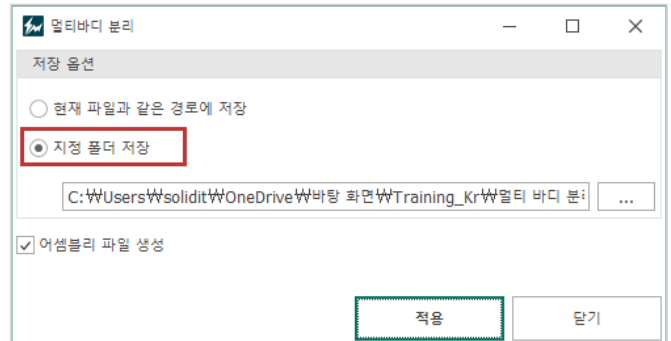 멀티바디 분리
저장 옵션
현재 파일과 같은 경로에 저장
지정 폴더 저장
C:₩Users₩solidit₩OneDrive₩바탕 화면₩Training_Kr₩멀티 바디 분리
...
어셈블리 파일 생성
적용
닫기